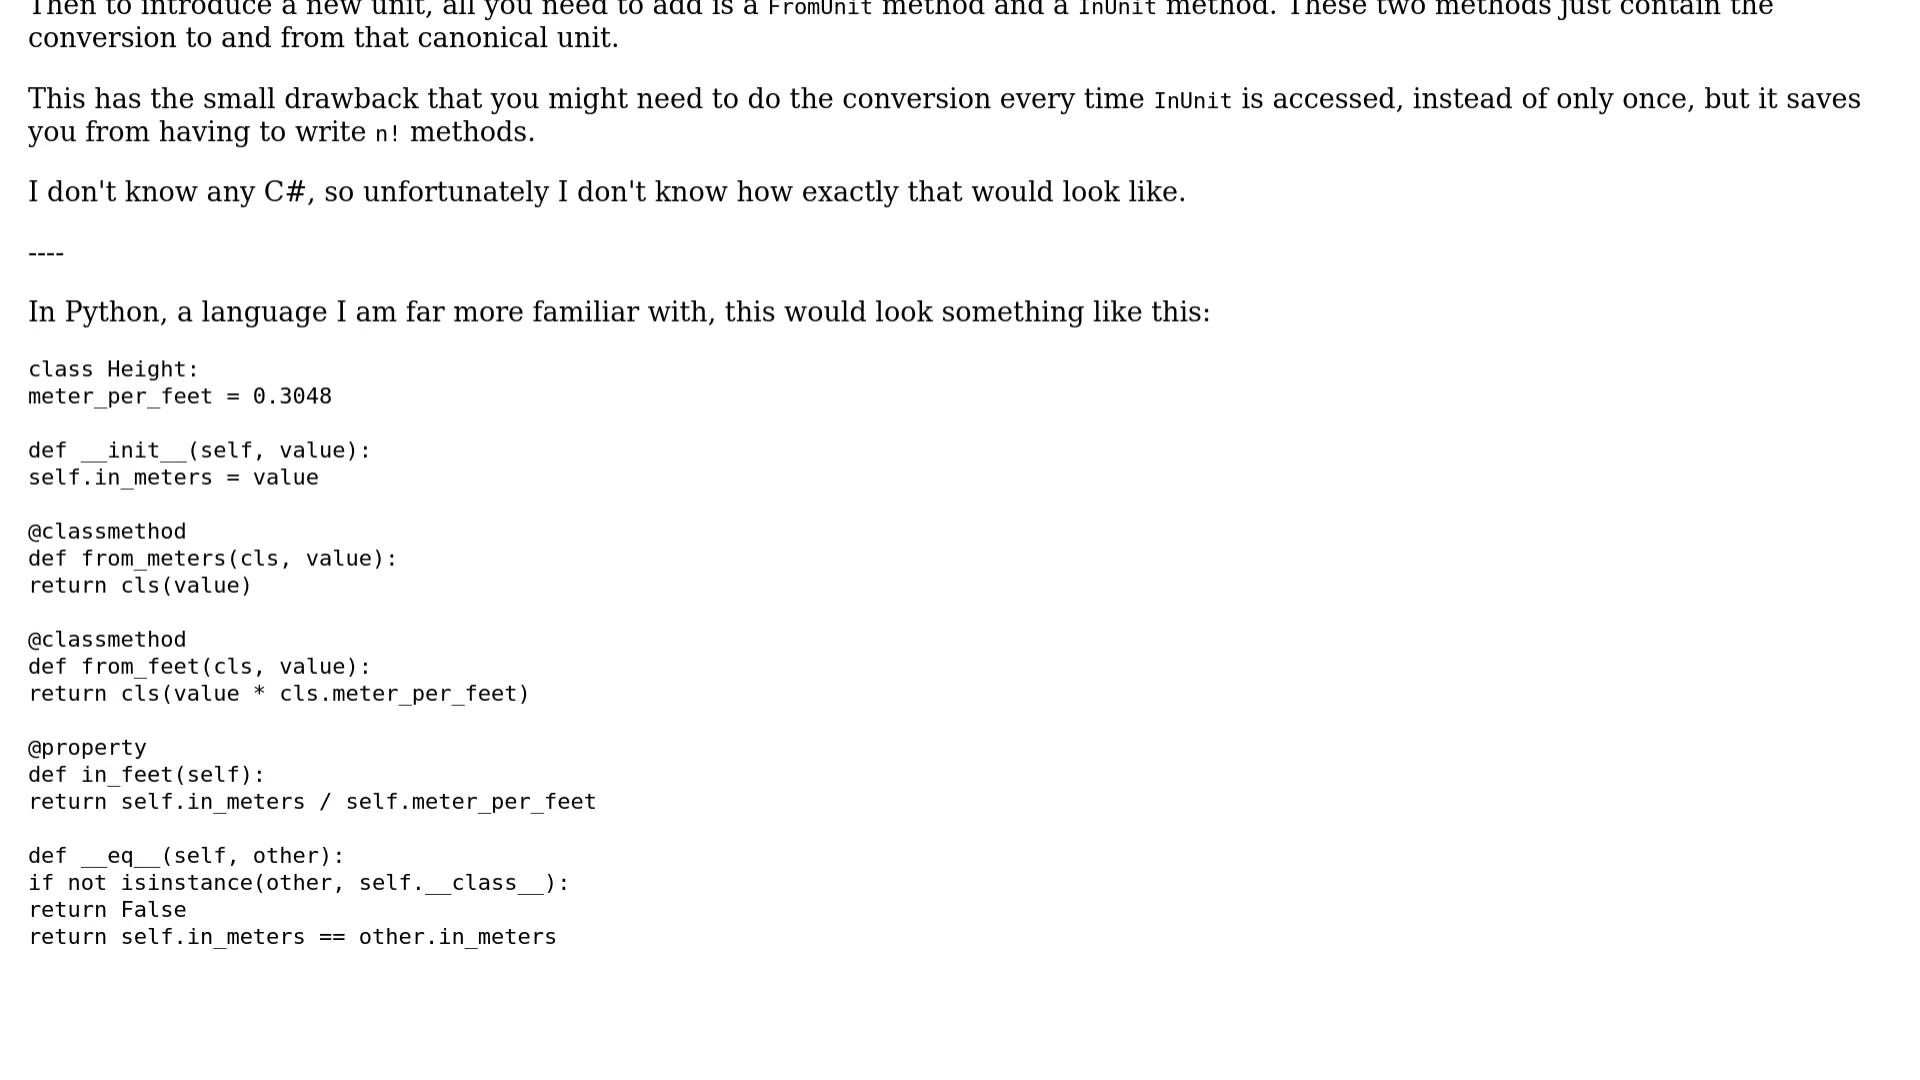 Then to introduce a new unit, all you need to add is a FromUnit method and a InUnit method. These two methods just contain the
conversion to and from that canonical unit.
This has the small drawback that you might need to do the conversion every time InUnit is accessed, instead of only once, but it saves
you from having to write n! methods.
I don't know any C#, so unfortunately I don't know how exactly that would look like.
----
In Python, a language I am far more familiar with, this would look something like this:
class Height:
meter_per_feet = 0.3048
def __init__(self, value):
self.in_meters = value
@classmethod
def from_meters(cls, value):
return cls(value)
@classmethod
def from_feet(cls, value):
return cls(value * cls.meter_per_feet)
@property
def in_feet(self):
return self.in_meters / self.meter_per_feet
def __eq__(self, other):
if not isinstance(other, self.__class__):
return False
return self.in_meters == other.in_meters